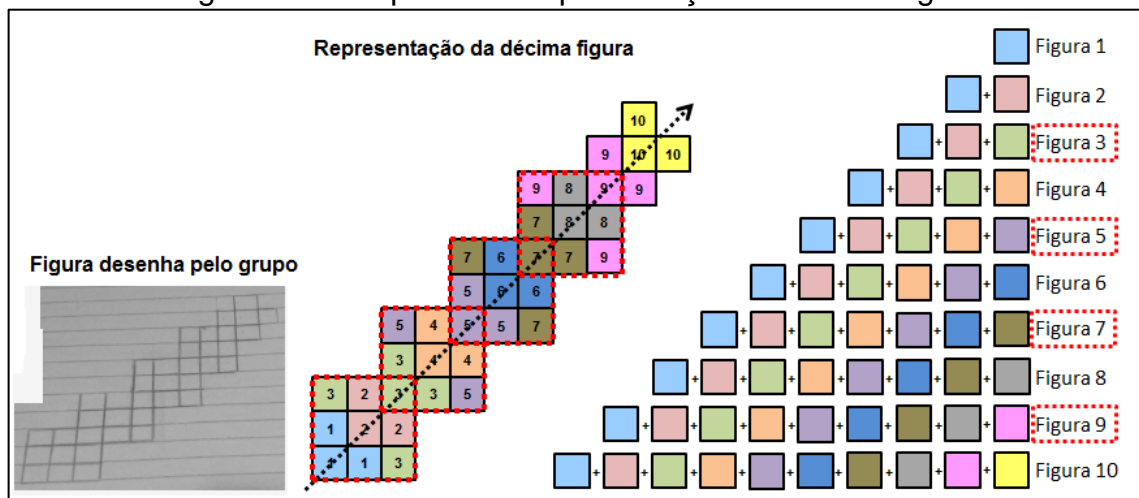 Representação da décima figura
10
9 10 10
9 8 9 9
7 8 8
7 6 7 7 9
5 6 6
5 4 5 5 7
3 4
3 2 3 3 5
1 2 2
1 1 3
Figura desenha pelo grupo
Figura 1
+ Figura 2
+ + Figura 3
+ + + Figura 4
+ + + + Figura 5
+ + + + + Figura 6
+ + + + + + Figura 7
+ + + + + + + Figura 8
+ + + + + + + + Figura 9
+ + + + + + + + + Figura 10